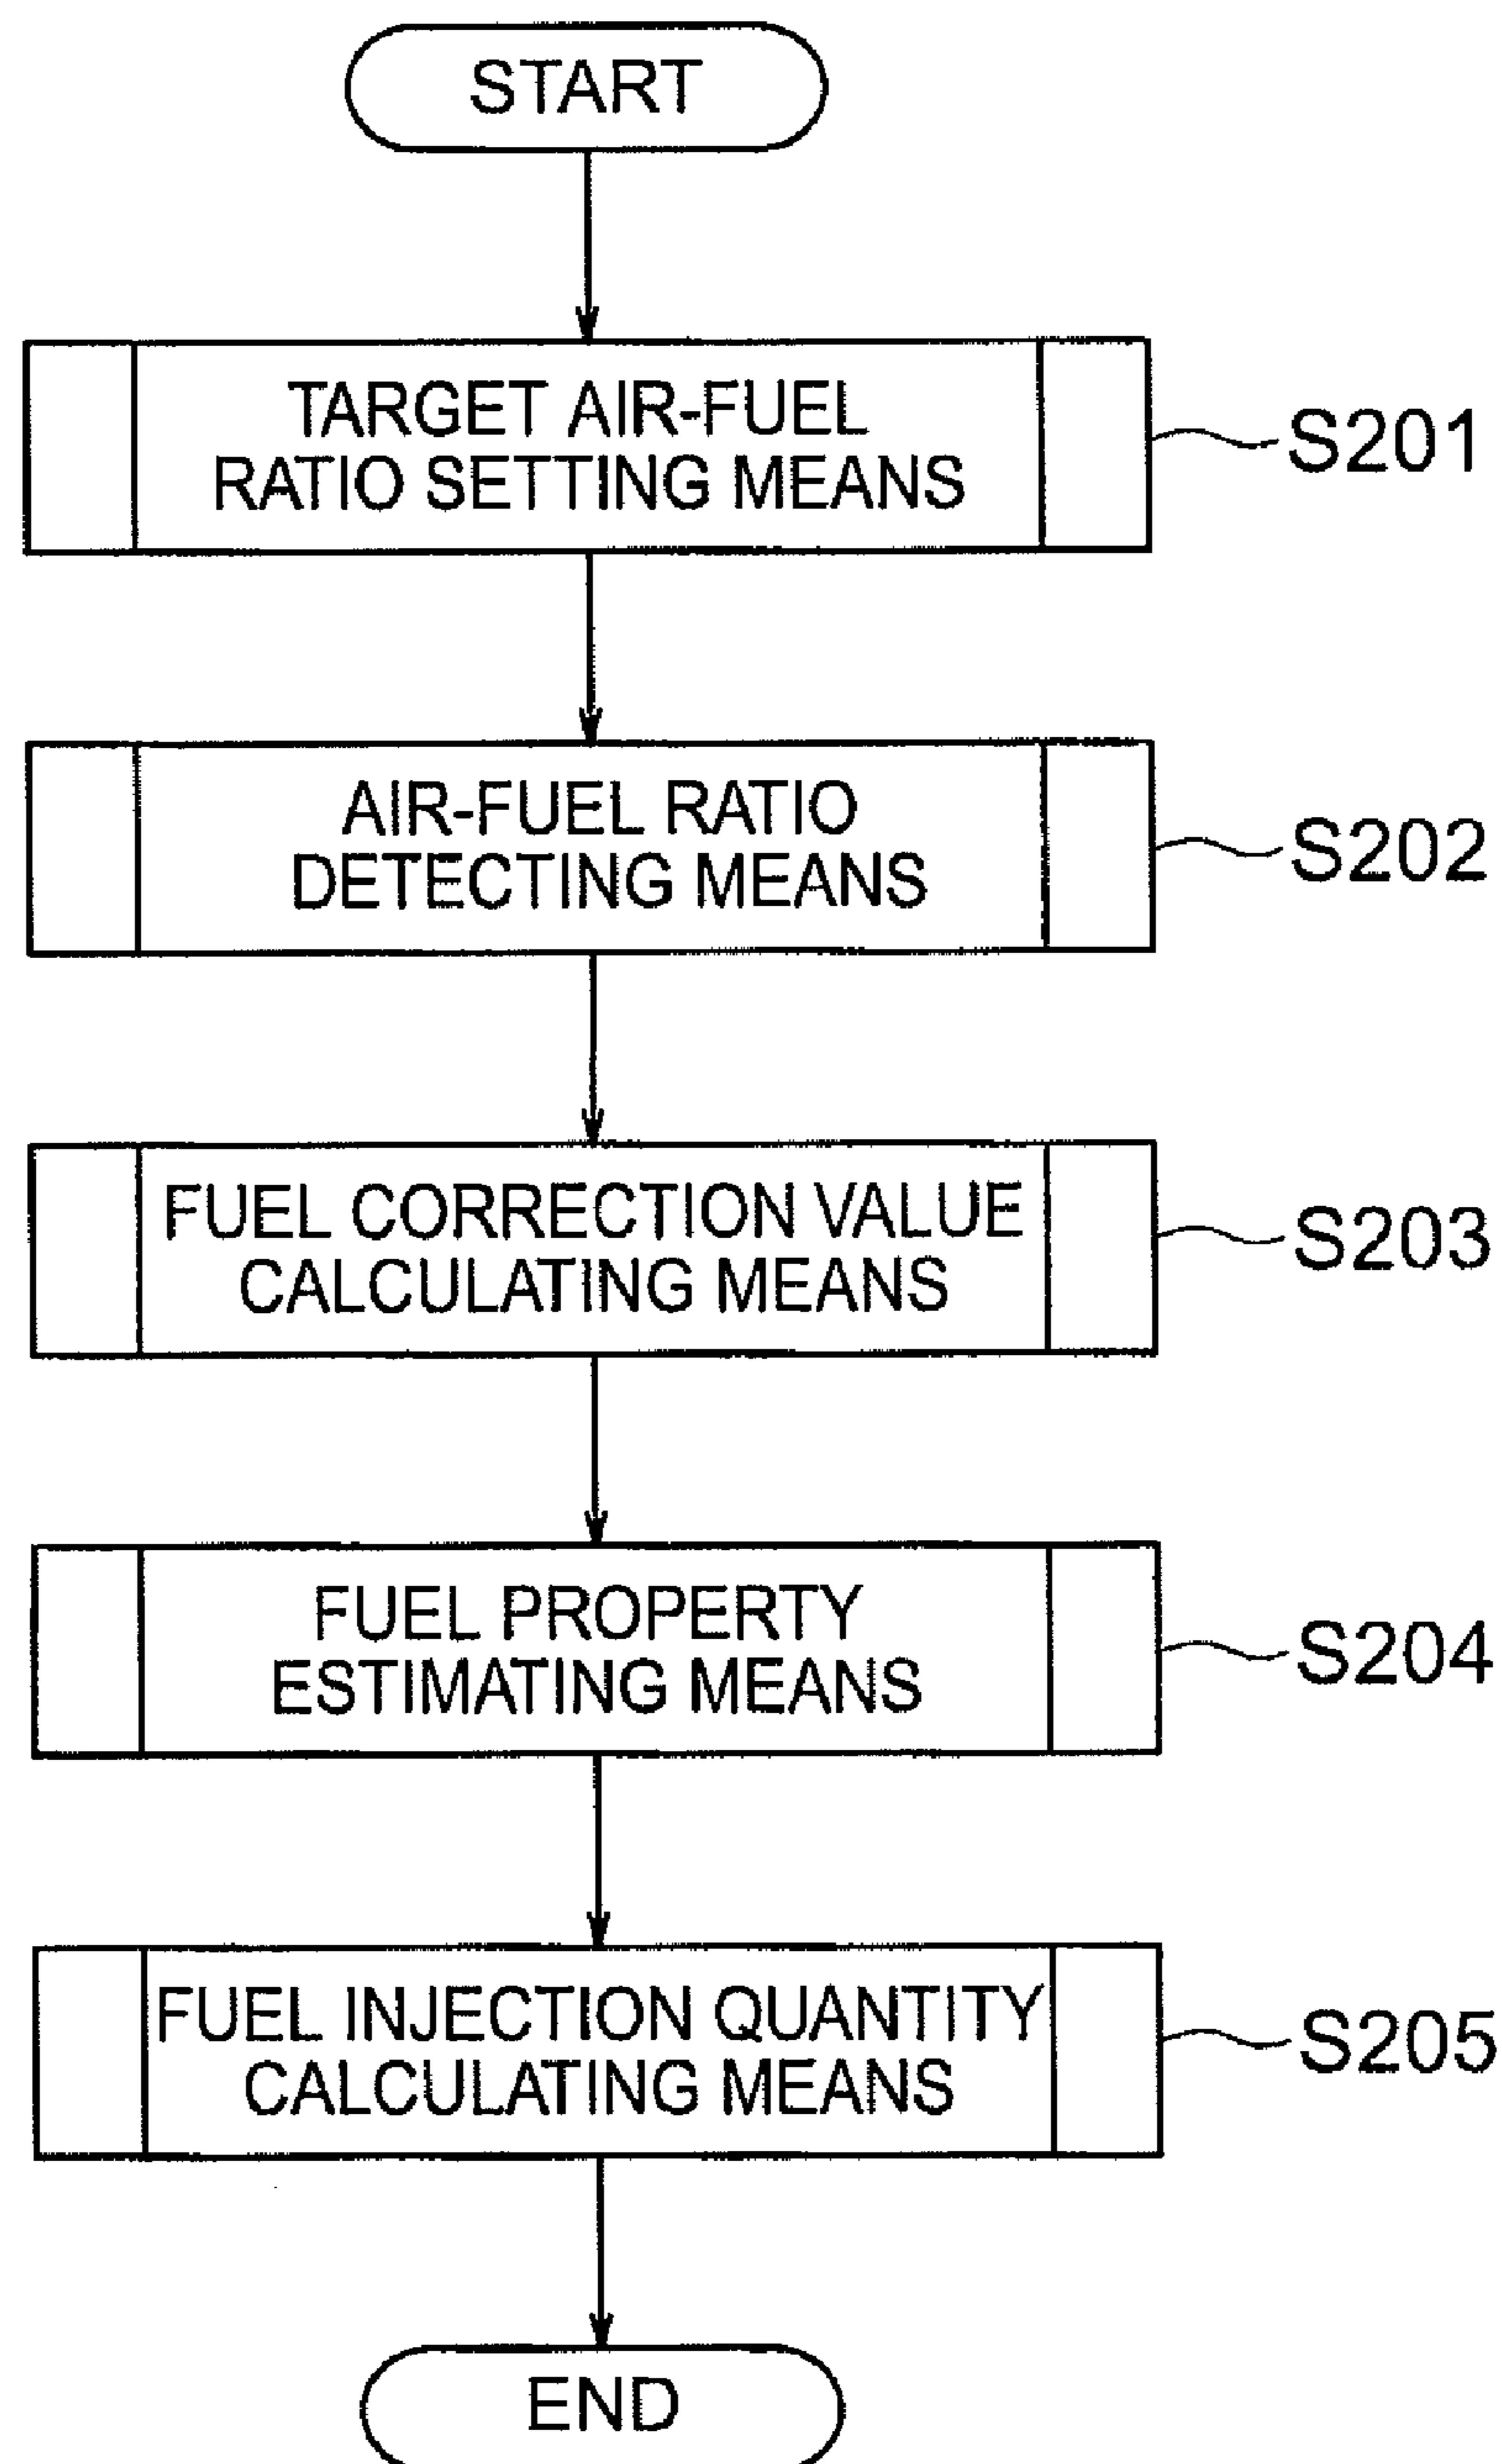 START
TARGET AIR-FUEL
RATIO SETTING MEANS
S201
AIR-FUEL RATIO
DETECTING MEANS
S202
FUEL CORRECTION VALUE
CALCULATING MEANS
S203
FUEL PROPERTY
ESTIMATING MEANS
S204
FUEL INJECTION QUANTITY
CALCULATING MEANS
S205
END